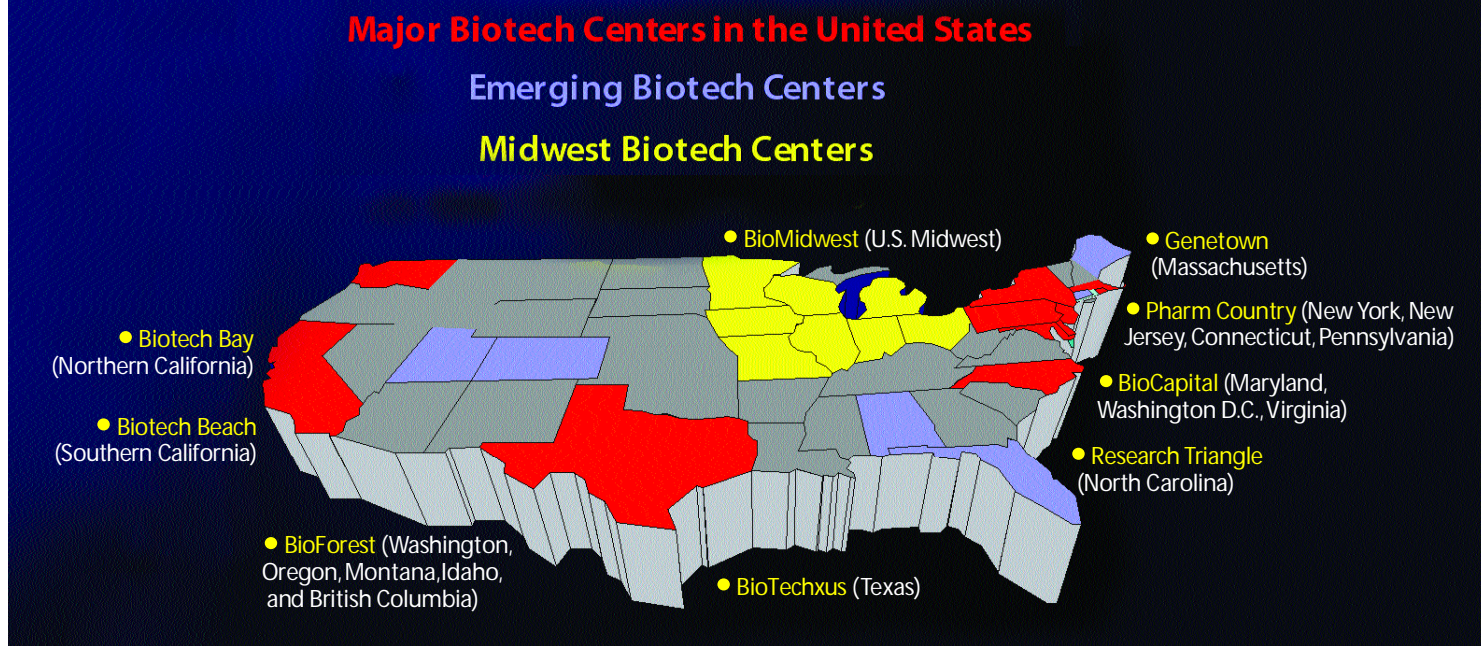 Major Biotech Centers in the United States
Emerging Biotech Centers
Midwest Biotech Centers
• BioMidwest (U.S. Midwest)
• Genetown
(Massachusetts)
• Pharm Country (New York, New
Jersey, Connecticut, Pennsylvania)
• Biotech Bay
(Northern California)
• BioCapital (Maryland,
Washington D.C., Virginia)
• Biotech Beach
(Southern California)
• Research Triangle
(North Carolina)
• BioForest (Washington,
Oregon, Montana, Idaho,
and British Columbia)
• BioTechxus (Texas)